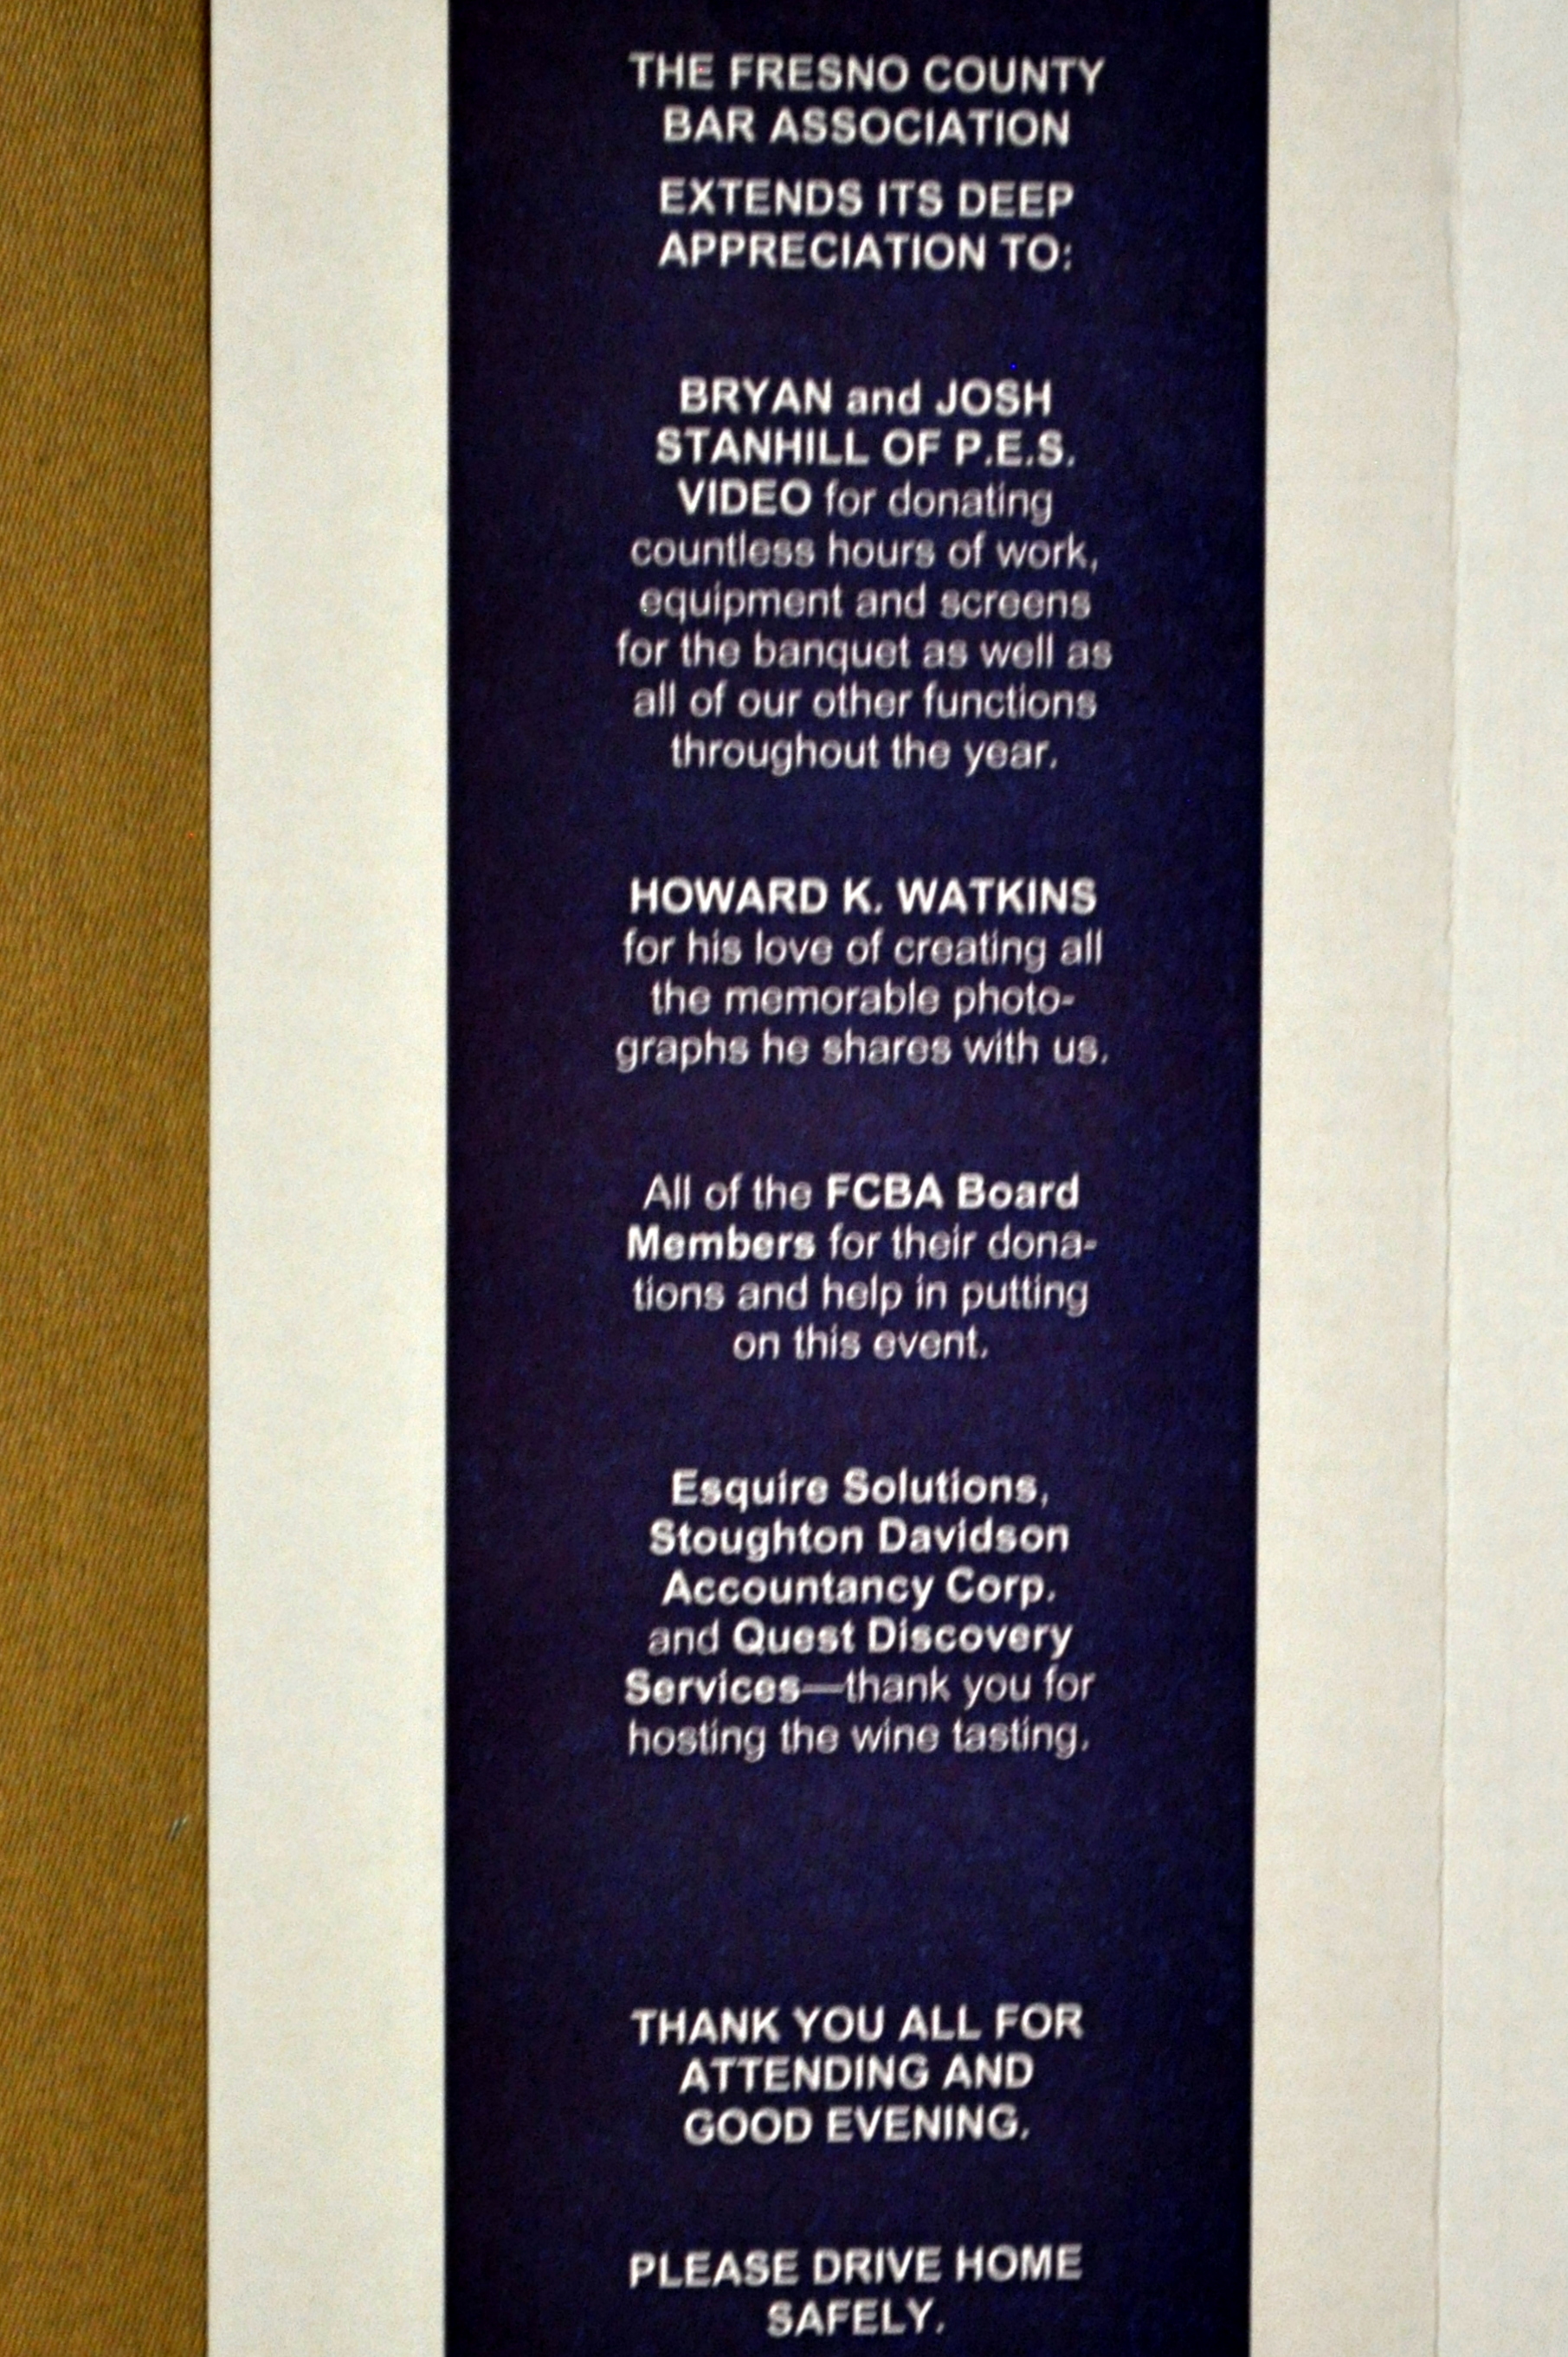 THE FRESNO COUNTY
BAR ASSOCIATION
EXTENDS ITS DEEP
APPRECIATION TO:
BRYAN and JOSH
STANHILL OF P.E.S.
VIDEO for donating
countless hours of work,
equipment and screens
for the banquet as well as
all of our other functions
throughout the year.
HOWARD K. WATKINS
for his love of creating all
the memorable photo-
graphs he shares with us.
All of the FCBA Board
Members for their dona-
tions and help in putting
on this event.
Esquire Solutions,
Stoughton Davidson
Accountancy Corp.
and Quest Discovery
Services—thank you for
hosting the wine tasting.
THANK YOU ALL FOR
ATTENDING AND
GOOD EVENING.
PLEASE DRIVE HOME
SAFELY.